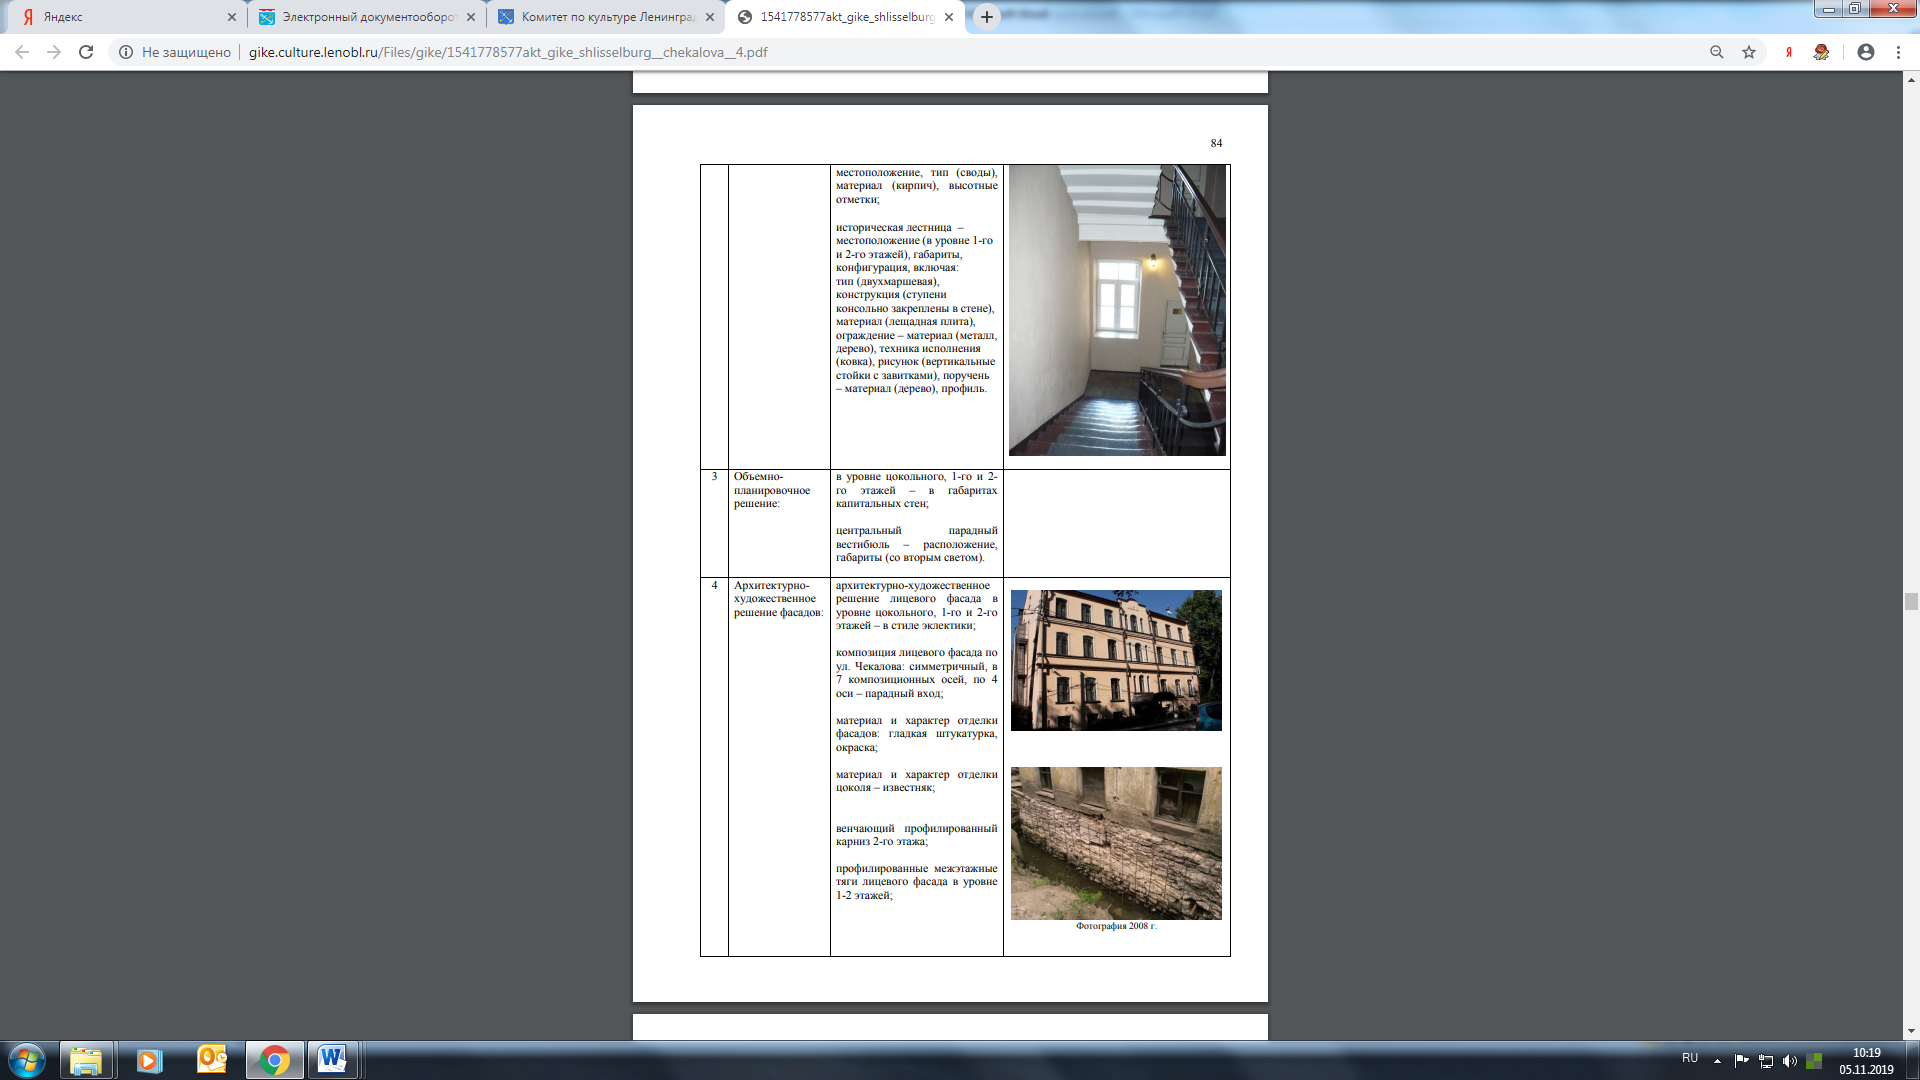 Яндекс
Электронный документооборот
Комитет по культуре Ленингра
1541778577akt_gike_shlisselburg
Не защищено
gike.culture.lenobl.ru/Files/gike/1541778577akt_gike_shlisselburg__chekalova__4.pdf
84
местоположение, тип (своды),
материал (кирпич), высотные
отметки;
историческая лестница –
местоположение (в уровне 1-го
и 2-го этажей), габариты,
конфигурация, включая:
тип (двухмаршевая),
конструкция (ступени
консольно закреплены в стене),
материал (лещадная плита),
ограждение – материал (металл,
дерево), техника исполнения
(ковка), рисунок (вертикальные
стойки с завитками), поручень
– материал (дерево), профиль.
3
Объемно-
планировочное
решение:
в уровне цокольного, 1-го и 2-
го этажей – в габаритах
капитальных стен;
центральный парадный
вестибюль – расположение,
габариты (со вторым светом).
4
Архитектурно-
художественное
решение фасадов:
архитектурно-художественное
решение лицевого фасада в
уровне цокольного, 1-го и 2-го
этажей – в стиле эклектики;
композиция лицевого фасада по
ул. Чекалова: симметричный, в
7 композиционных осей, по 4
оси – парадный вход;
материал и характер отделки
фасадов: гладкая штукатурка,
окраска;
материал и характер отделки
цоколя – известняк;
венчающий профилированный
карниз 2-го этажа;
профилированные межэтажные
тяги лицевого фасада в уровне
1-2 этажей;
Фотография 2008 г.
RU
10:19
05.11.2019